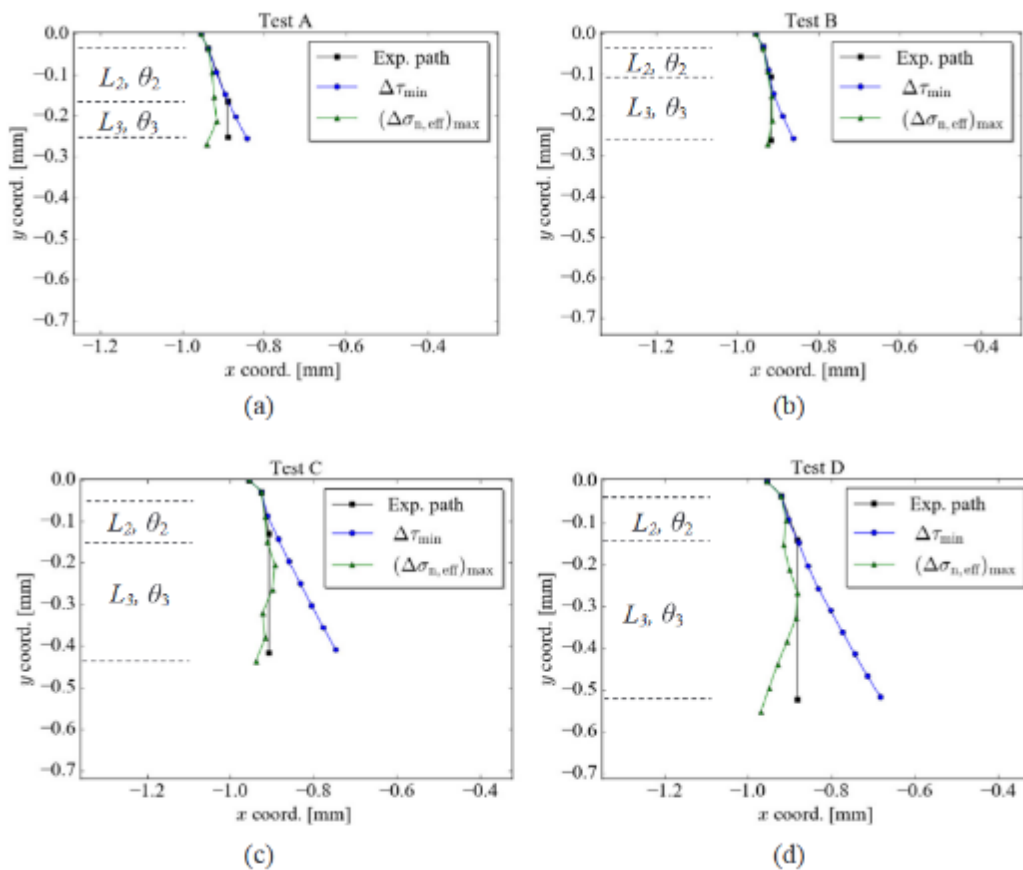 Test A
0.0
−0.1
−0.2
−0.3
−0.4
−0.5
−0.6
−0.7
y coord. [mm]
L2, θ2
L3, θ3
Exp. path
Δτmin
(Δσn, eff)max
−1.2 −1.0 −0.8 −0.6 −0.4
x coord. [mm]
(a)
Test B
0.0
−0.1
−0.2
−0.3
−0.4
−0.5
−0.6
−0.7
y coord. [mm]
L2, θ2
L3, θ3
Exp. path
Δτmin
(Δσn, eff)max
−1.2 −1.0 −0.8 −0.6 −0.4
x coord. [mm]
(b)
Test C
0.0
−0.1
−0.2
−0.3
−0.4
−0.5
−0.6
−0.7
y coord. [mm]
L2, θ2
L3, θ3
Exp. path
Δτmin
(Δσn, eff)max
−1.2 −1.0 −0.8 −0.6 −0.4
x coord. [mm]
(c)
Test D
0.0
−0.1
−0.2
−0.3
−0.4
−0.5
−0.6
−0.7
y coord. [mm]
L2, θ2
L3, θ3
Exp. path
Δτmin
(Δσn, eff)max
−1.2 −1.0 −0.8 −0.6 −0.4
x coord. [mm]
(d)